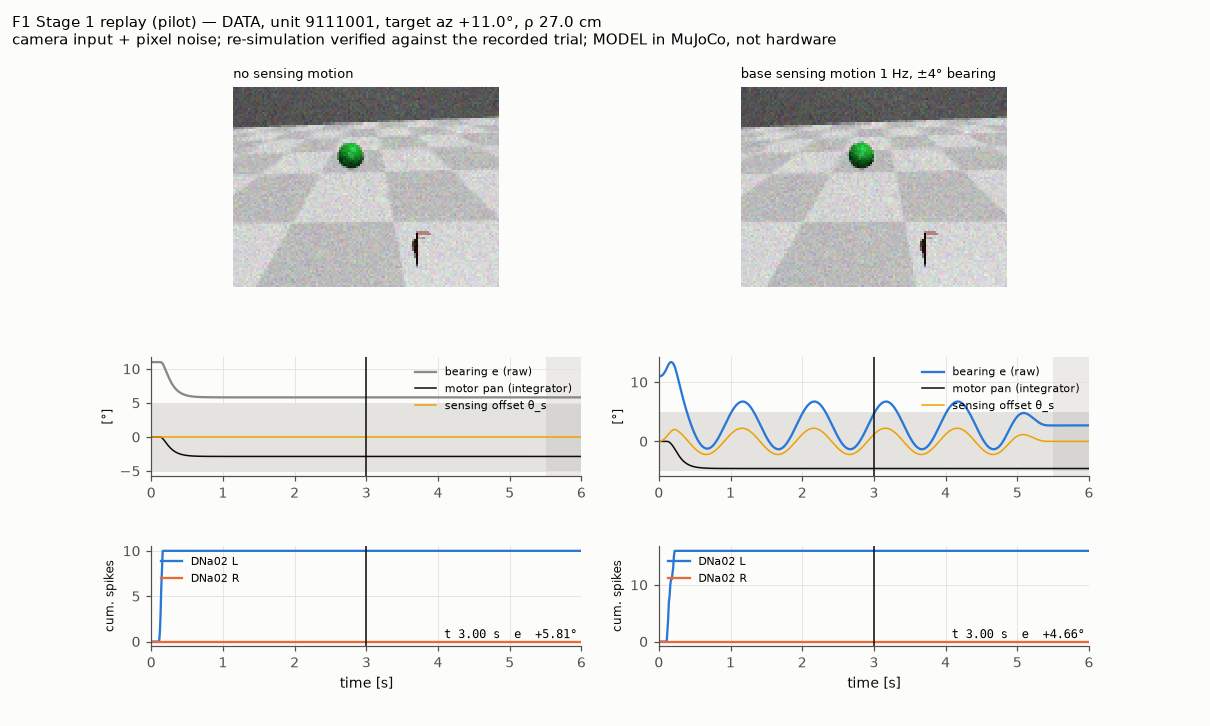 F1 Stage 1 replay (pilot) — DATA, unit 9111001, target az +11.0°, ρ 27.0 cm
camera input + pixel noise; re-simulation verified against the recorded trial; MODEL in MuJoCo, not hardware
no sensing motion
base sensing motion 1 Hz, ±4° bearing
[°]
10
5
0
−5
bearing e (raw)
motor pan (integrator)
sensing offset θ_s
0 1 2 3 4 5 6
[°]
10
0
bearing e (raw)
motor pan (integrator)
sensing offset θ_s
0 1 2 3 4 5 6
cum. spikes
10
5
0
DNa02 L
DNa02 R
t 3.00 s e +5.81°
0 1 2 3 4 5 6
time [s]
cum. spikes
10
0
DNa02 L
DNa02 R
t 3.00 s e +4.66°
0 1 2 3 4 5 6
time [s]